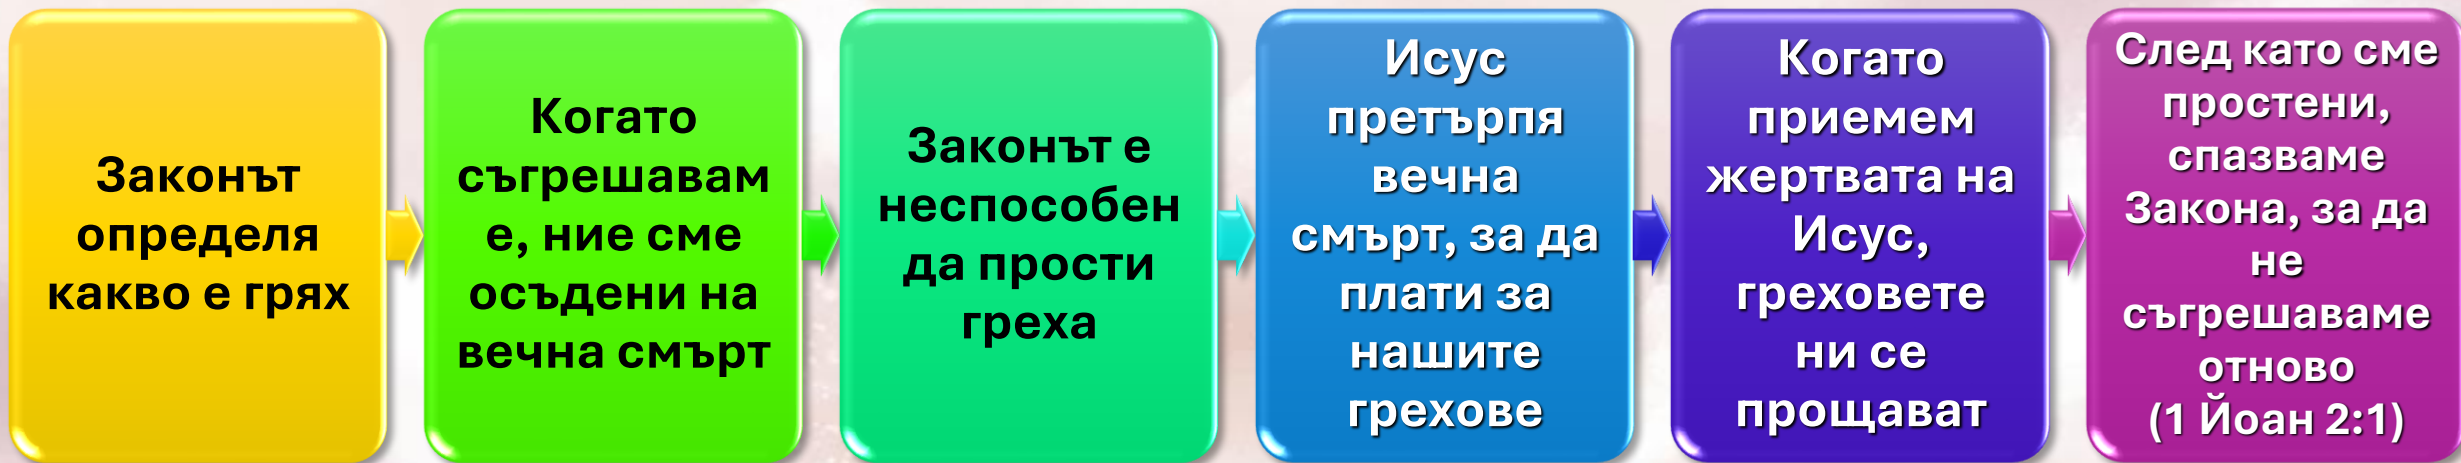 Законът
определя
какво е грях
Когато
съгрешавам
е, ние сме
осъдени на
вечна смърт
Законът е
неспособен
да прости
греха
Исус
претърпя
вечна
смърт, за да
плати за
нашите
грехове
Когато
приемем
жертвата на
Исус,
греховете
ни се
прощават
След като сме
простени,
спазваме
Закона, за да
не
съгрешаваме
отново
(1 Йоан 2:1)